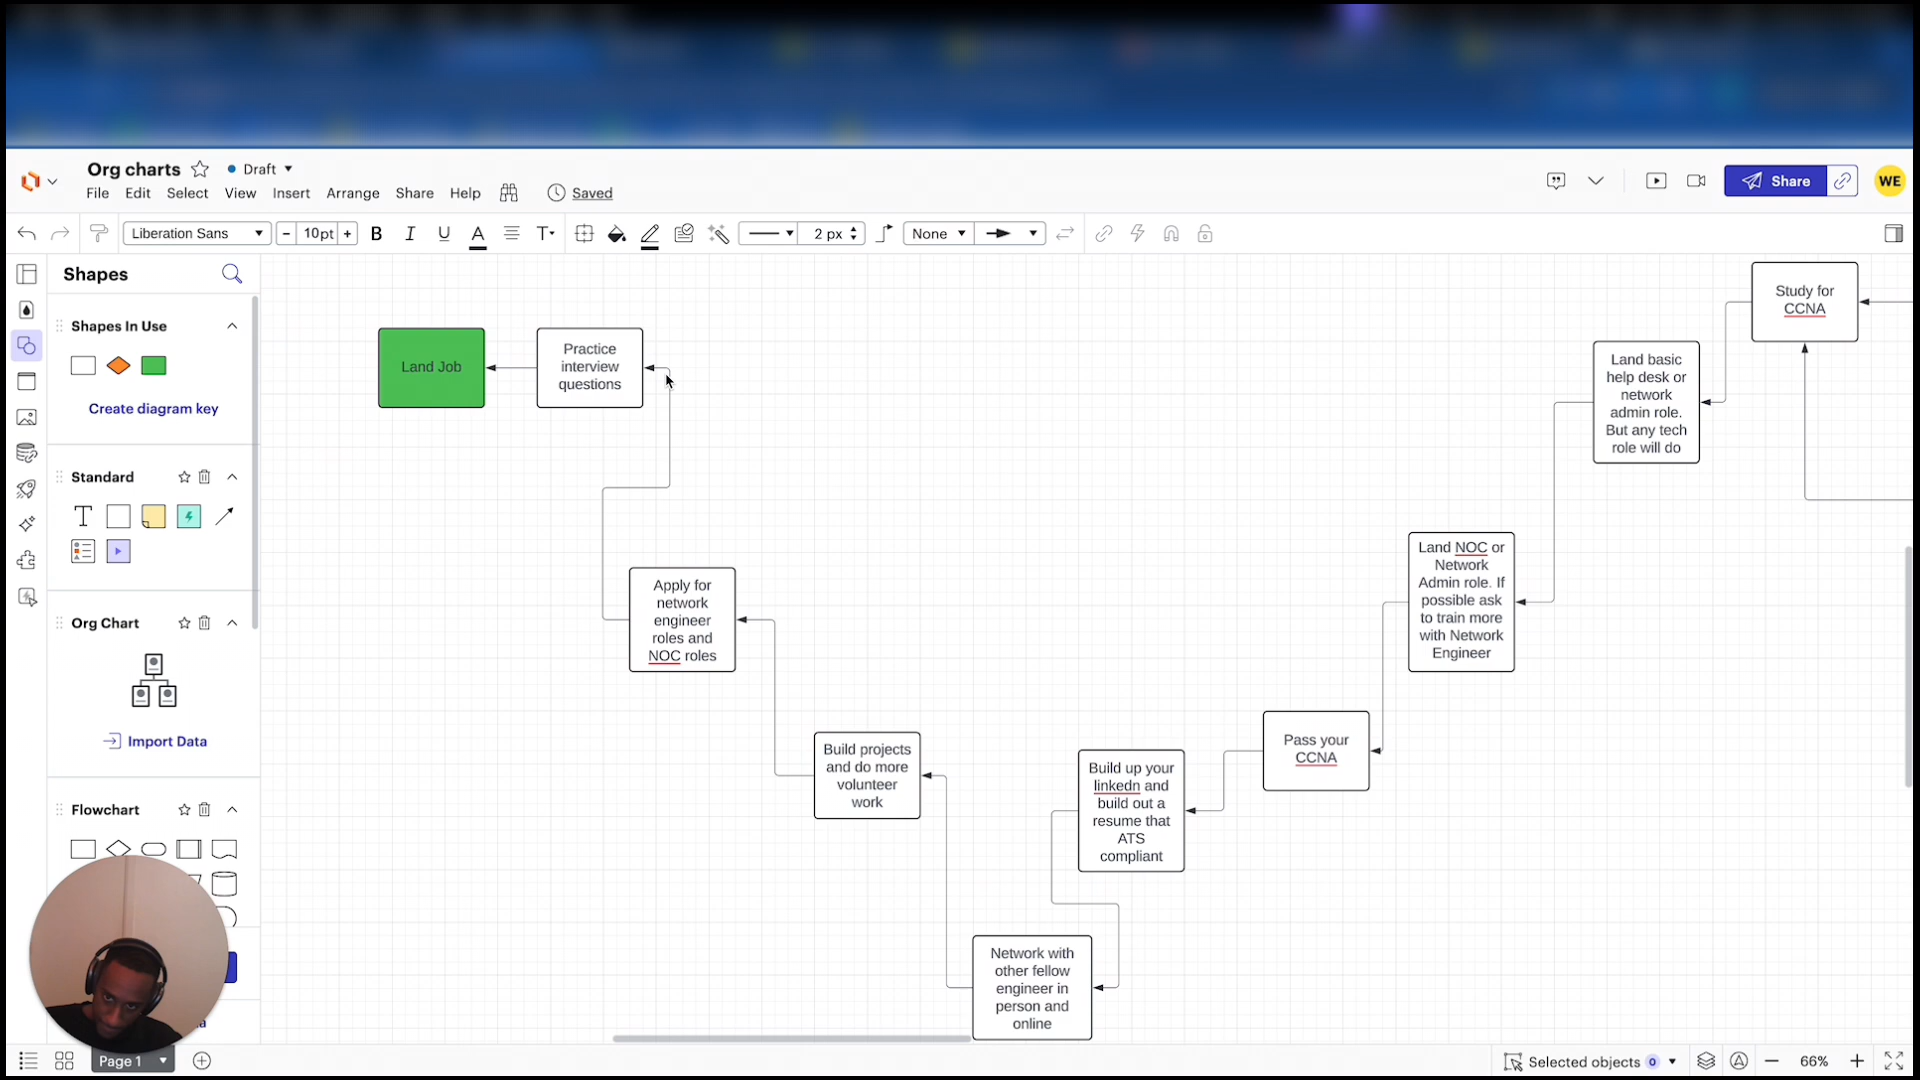 Org charts
Draft
File Edit Select View Insert Arrange Share Help
Saved
Share
WE
Liberation Sans
- 10pt +
B I U A T
2 px
None
Shapes
Shapes In Use
Create diagram key
Standard
T
Org Chart
Import Data
Flowchart
Land Job
Practice
interview
questions
Apply for
network
engineer
roles and
NOC roles
Build projects
and do more
volunteer
work
Network with
other fellow
engineer in
person and
online
Build up your
linkedn and
build out a
resume that
ATS
compliant
Pass your
CCNA
Land NOC or
Network
Admin role. If
possible ask
to train more
with Network
Engineer
Land basic
help desk or
network
admin role.
But any tech
role will do
Study for
CCNA
Page 1
Selected objects 0
66%